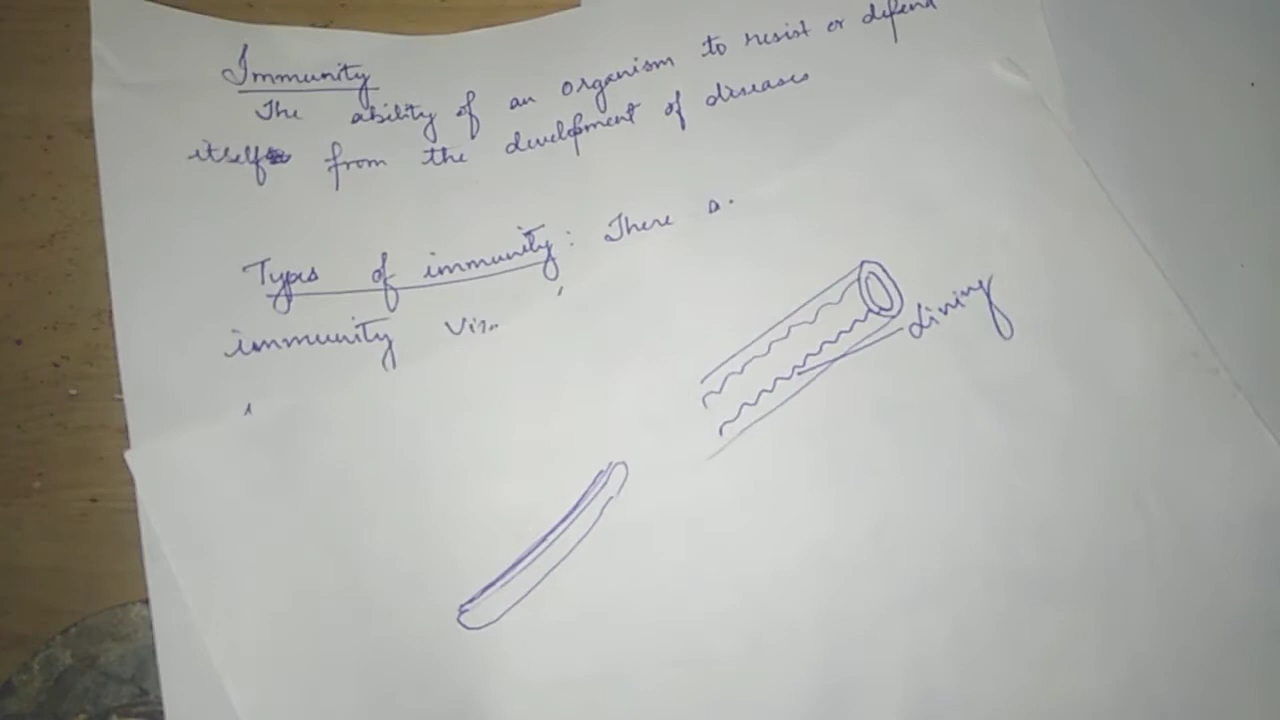 Immunity
The ability of an organism to resist or defend
itself from the development of diseases
Types of immunity: There a
immunity Viz.
Lining